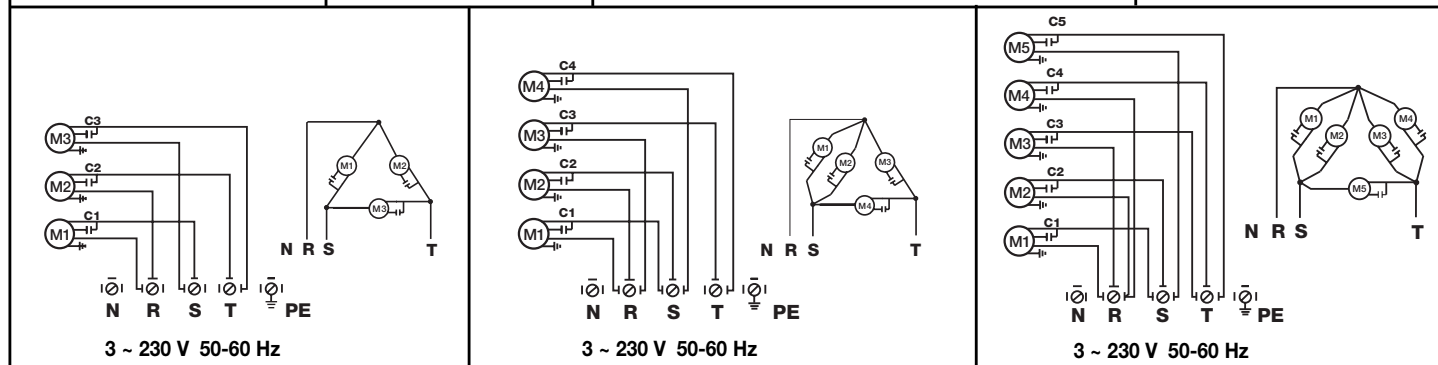 C3
M3
C2
M2
C1
M1
M1
M2
M3
N R S T
N R S T PE
3 ~ 230 V 50-60 Hz
C4
M4
C3
M3
C2
M2
C1
M1
M1
M2
M3
M4
N R S T
N R S T PE
3 ~ 230 V 50-60 Hz
C5
M5
C4
M4
C3
M3
C2
M2
C1
M1
M1
M4
M2
M3
M5
N R S T
N R S T PE
3 ~ 230 V 50-60 Hz